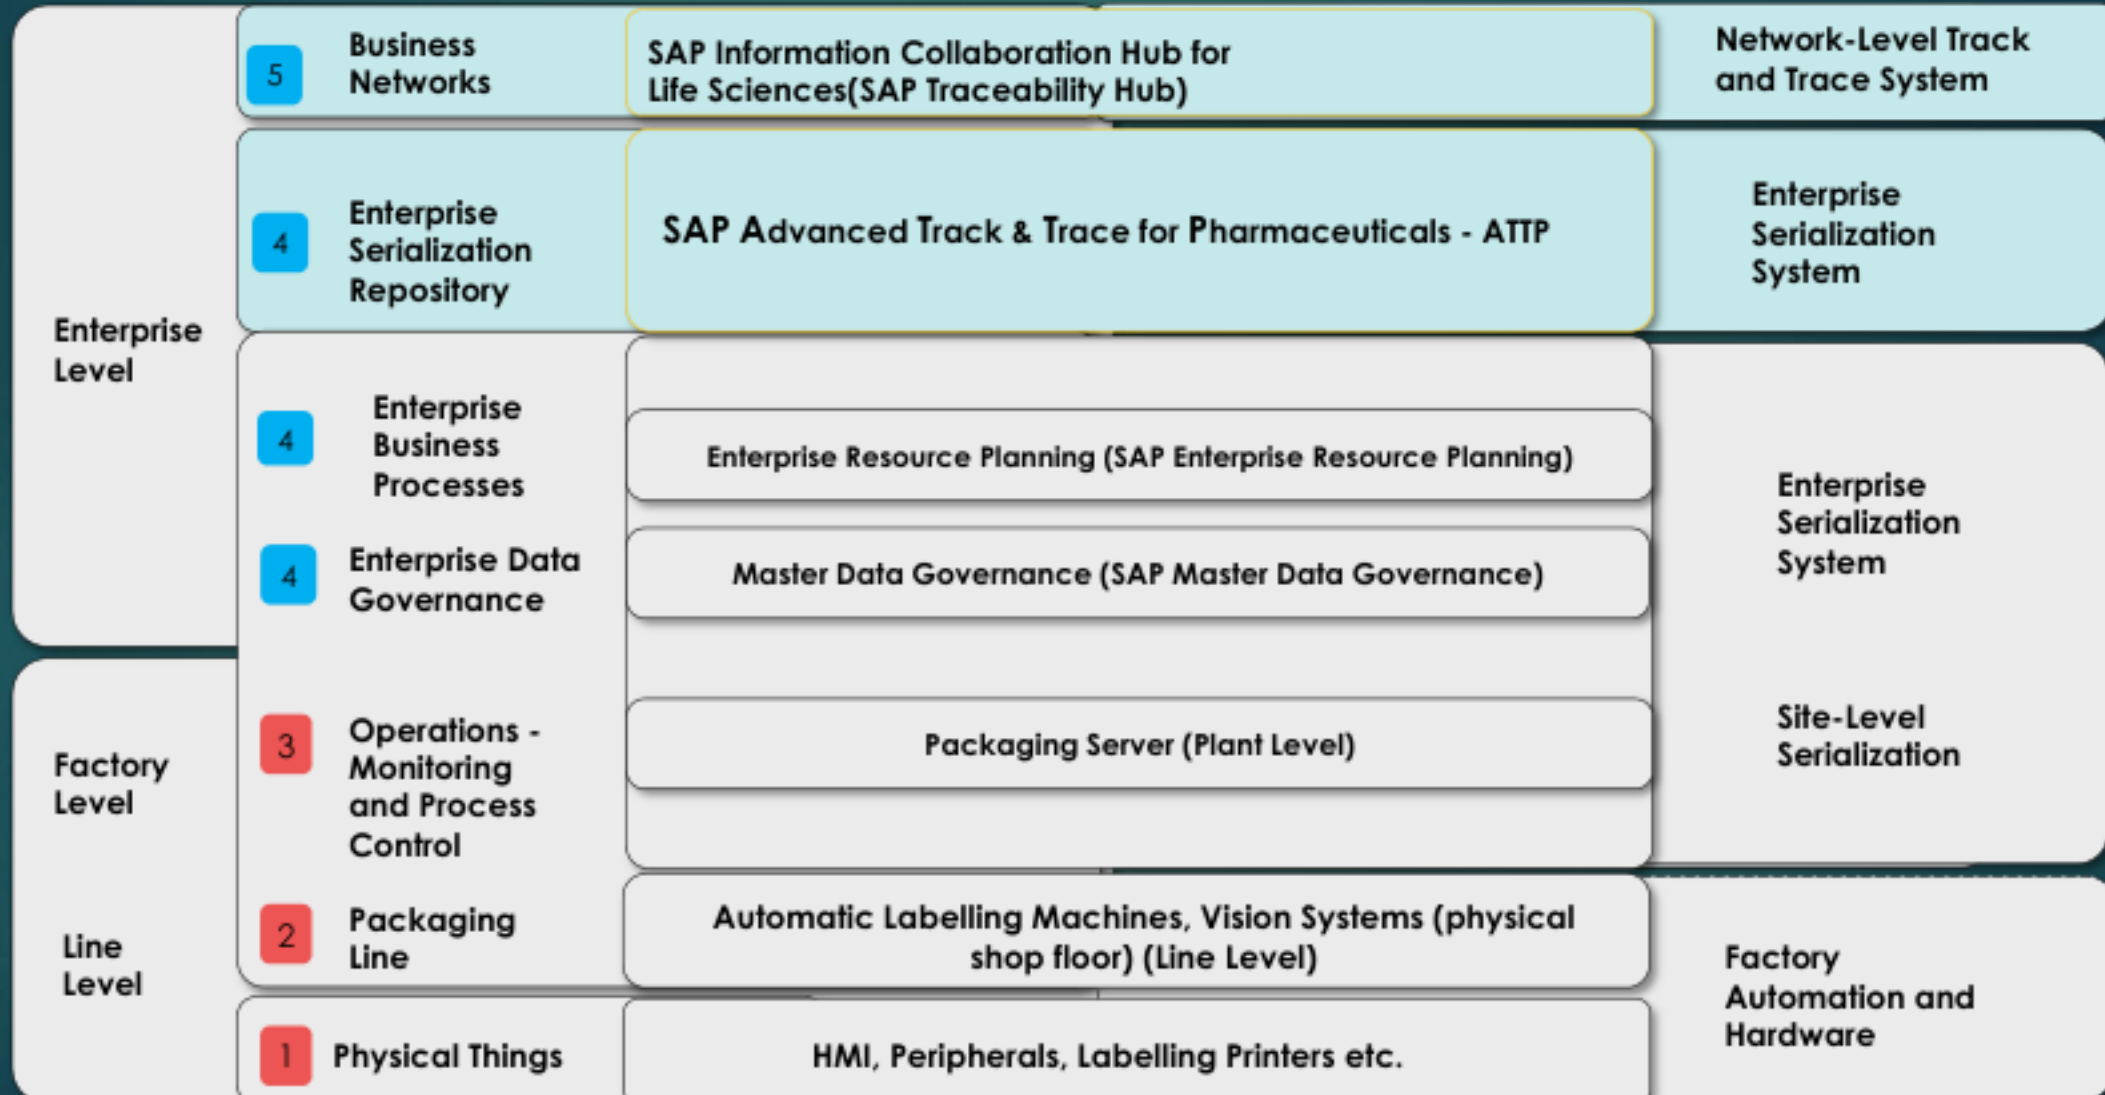 Enterprise
Level
5
Business
Networks
SAP Information Collaboration Hub for
Life Sciences(SAP Traceability Hub)
Network-Level Track
and Trace System
4
Enterprise
Serialization
Repository
SAP Advanced Track & Trace for Pharmaceuticals - ATTP
Enterprise
Serialization
System
4
Enterprise
Business
Processes
Enterprise Resource Planning (SAP Enterprise Resource Planning)
4
Enterprise Data
Governance
Master Data Governance (SAP Master Data Governance)
Enterprise
Serialization
System
Factory
Level
3
Operations -
Monitoring
and Process
Control
Packaging Server (Plant Level)
Site-Level
Serialization
Line
Level
2
Packaging
Line
Automatic Labelling Machines, Vision Systems (physical
shop floor) (Line Level)
Factory
Automation and
Hardware
1
Physical Things
HMI, Peripherals, Labelling Printers etc.